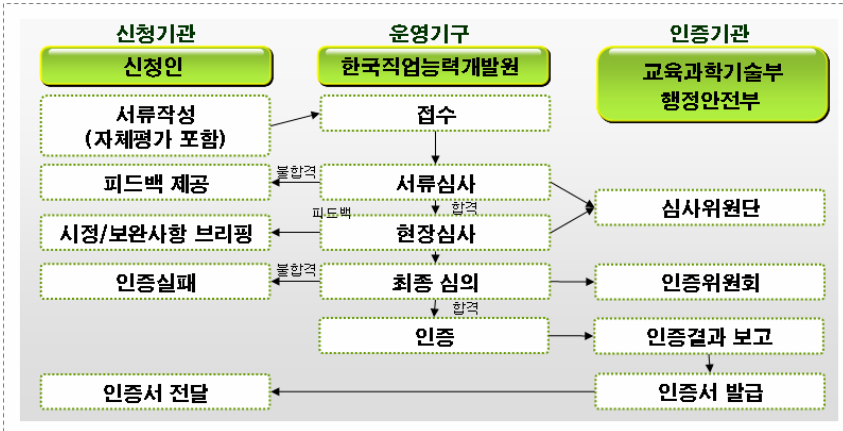 신청기관 운영기구 인증기관
신청인 한국직업능력개발원 교육과학기술부
행정안전부
서류작성
(자체평가 포함)
접수
불합격
피드백 제공
서류심사
합격
심사위원단
피드백
시정/보완사항 브리핑
현장심사
불합격
인증실패
최종 심의
인증위원회
합격
인증
인증결과 보고
인증서 전달
인증서 발급